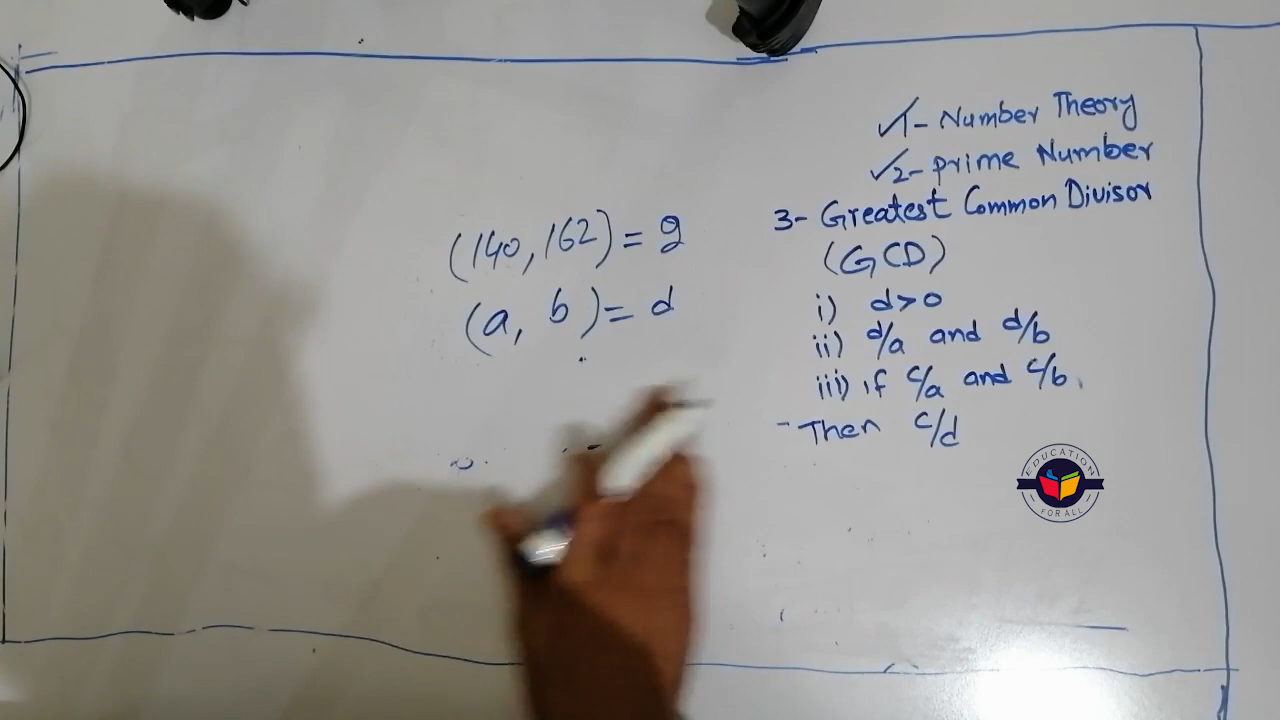 ✓1- Number Theory
✓2- prime Number
3- Greatest Common Divisor
(GCD)
i) d>0
ii) d/a and d/b
iii) if c/a and c/b,
- Then c/d
(140,162)= 2
(a, b)= d
EDUCATION
FOR ALL